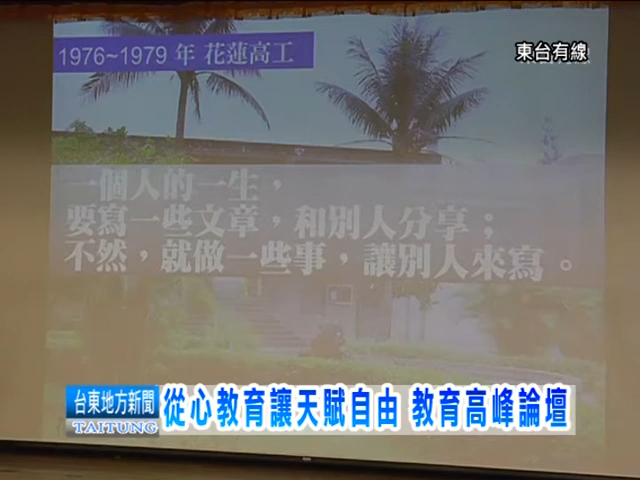 1976~1979 年 花蓮高工
東台有線
一個人的一生，
要寫一些文章，和別人分享；
不然，就做一些事，讓別人來寫。
台東地方新聞
TAITUNG
從心教育讓天賦自由 教育高峰論壇